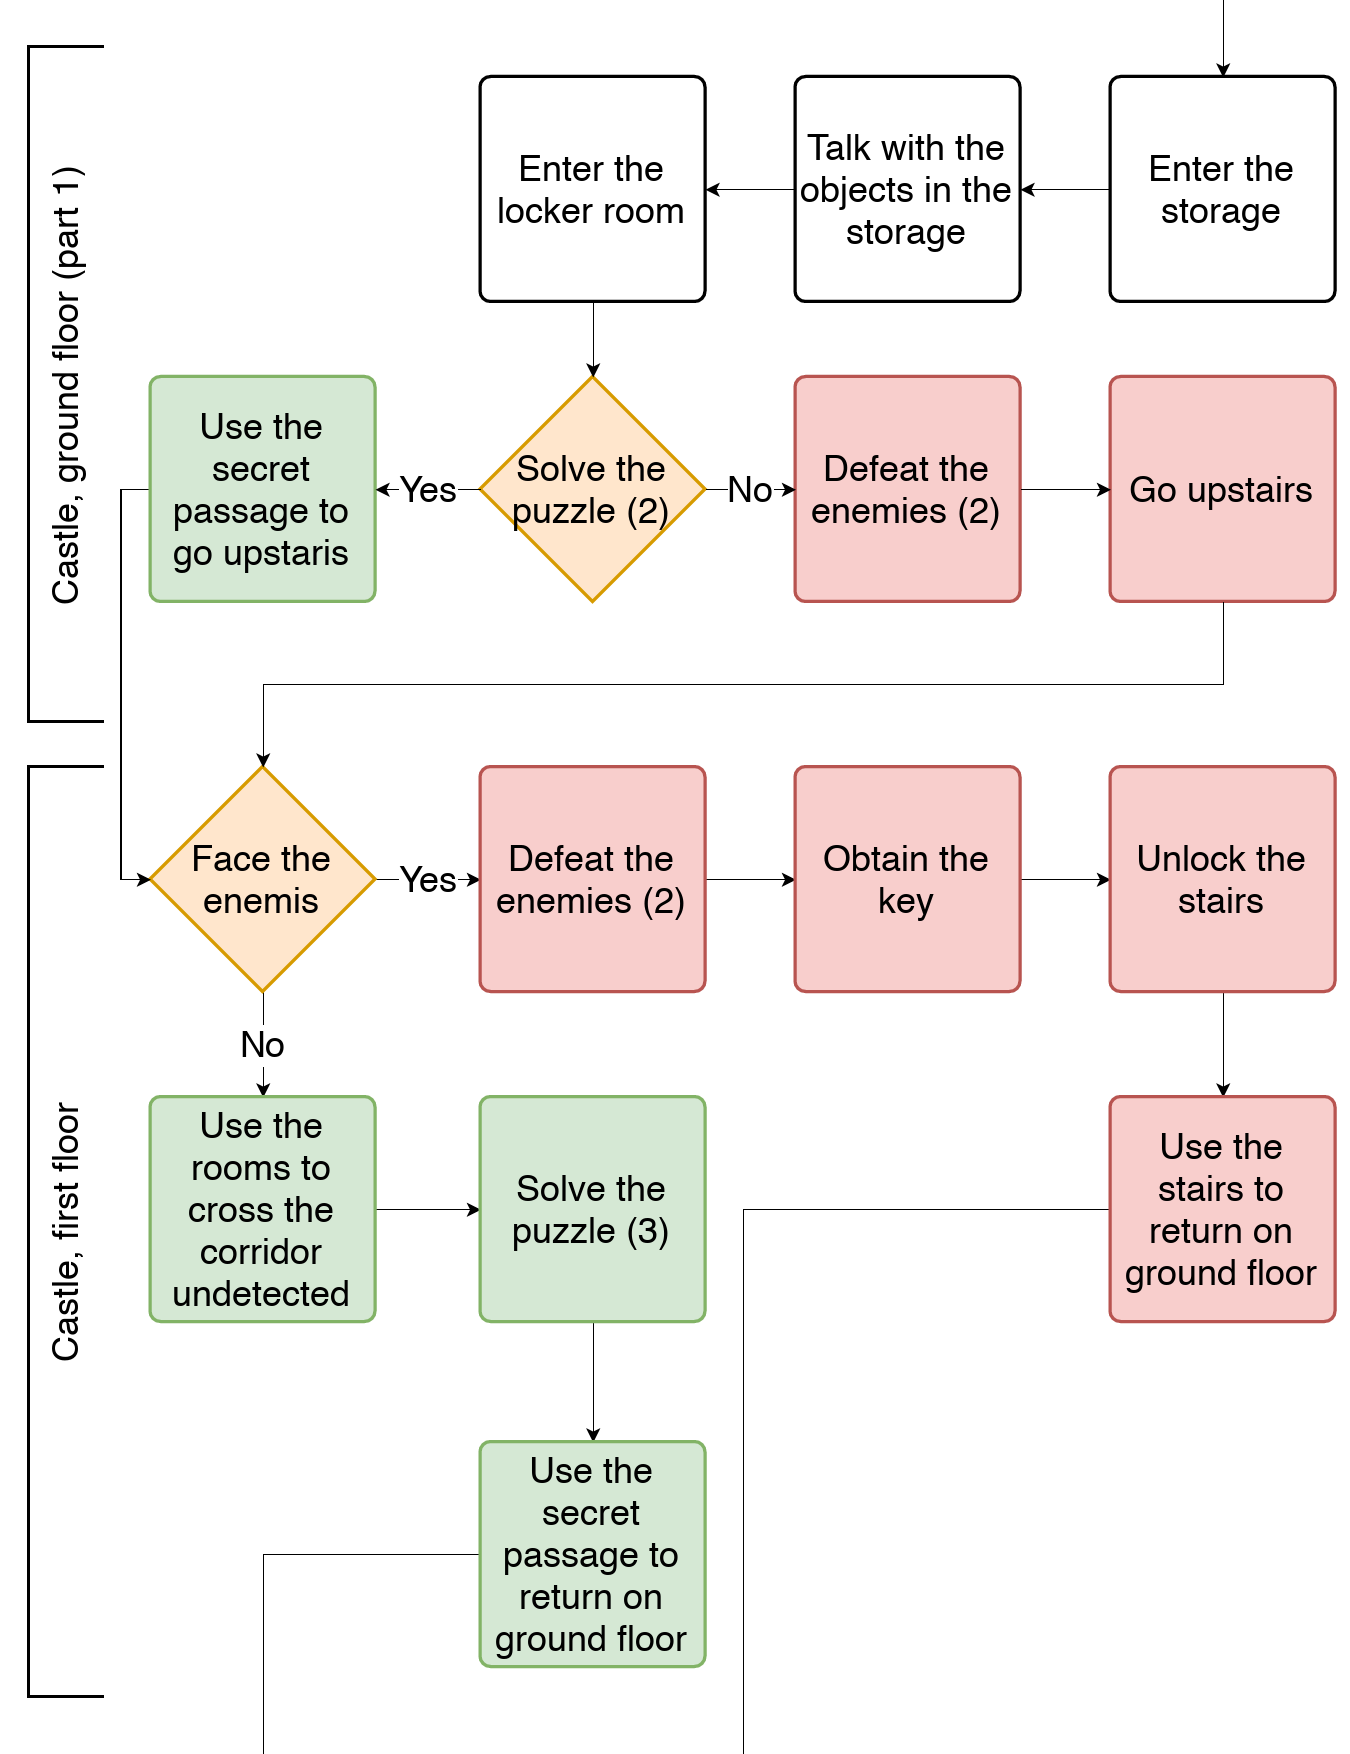 Castle, ground floor (part 1)
Enter the
locker room
Talk with the
objects in the
storage
Enter the
storage
Use the
secret
passage to
go upstaris
Yes
Solve the
puzzle (2)
No
Defeat the
enemies (2)
Go upstairs
Castle, first floor
Face the
enemis
Yes
Defeat the
enemies (2)
Obtain the
key
Unlock the
stairs
No
Use the
rooms to
cross the
corridor
undetected
Solve the
puzzle (3)
Use the
stairs to
return on
ground floor
Use the
secret
passage to
return on
ground floor